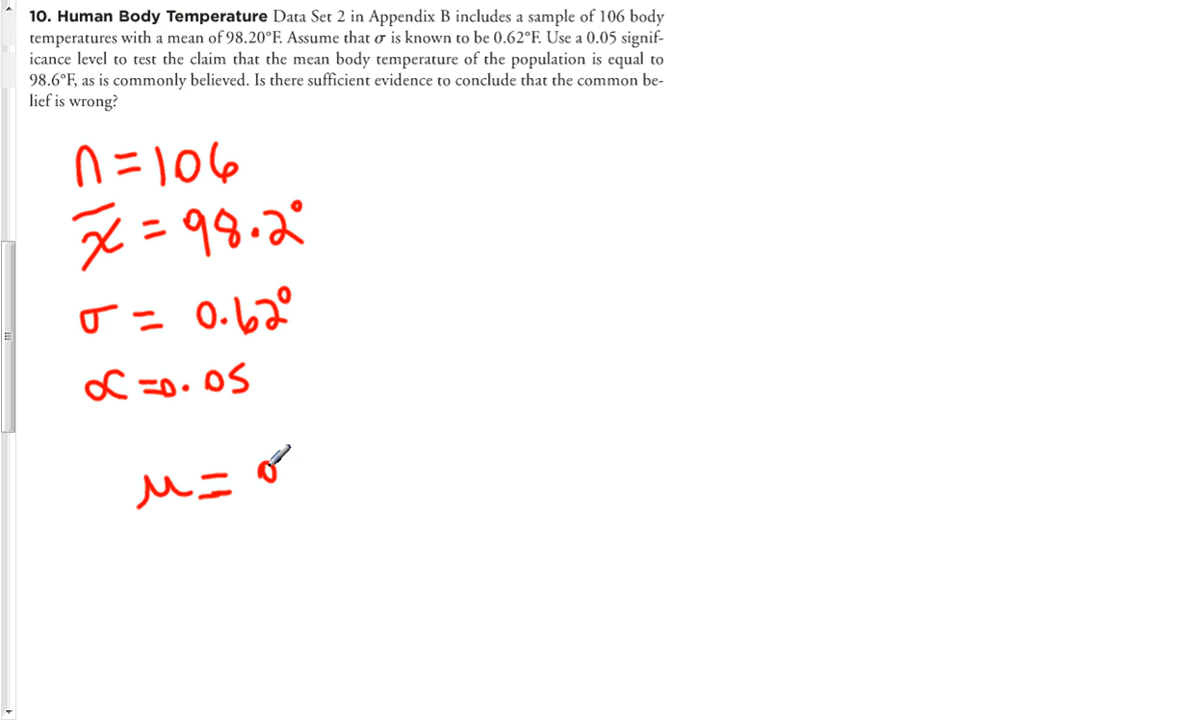 10. Human Body Temperature Data Set 2 in Appendix B includes a sample of 106 body
temperatures with a mean of 98.20°F. Assume that σ is known to be 0.62°F. Use a 0.05 signif-
icance level to test the claim that the mean body temperature of the population is equal to
98.6°F, as is commonly believed. Is there sufficient evidence to conclude that the common be-
lief is wrong?
n = 106
x̄ = 98.2°
σ = 0.62°
α = 0.05
μ =